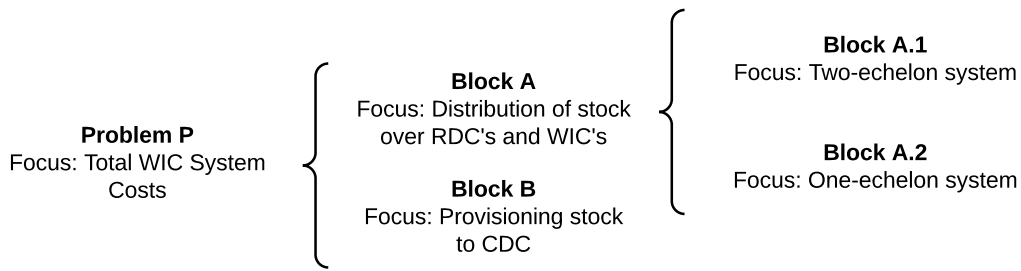 Problem P
Focus: Total WIC System
Costs
Block A
Focus: Distribution of stock
over RDC's and WIC's
Block B
Focus: Provisioning stock
to CDC
Block A.1
Focus: Two-echelon system
Block A.2
Focus: One-echelon system